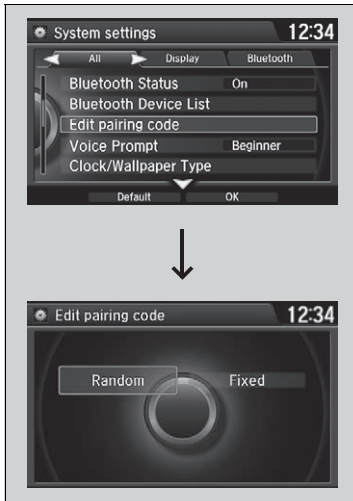 System settings 12:34
All Display Bluetooth
Bluetooth Status On
Bluetooth Device List
Edit pairing code
Voice Prompt Beginner
Clock/Wallpaper Type
Default OK
Edit pairing code 12:34
Random Fixed